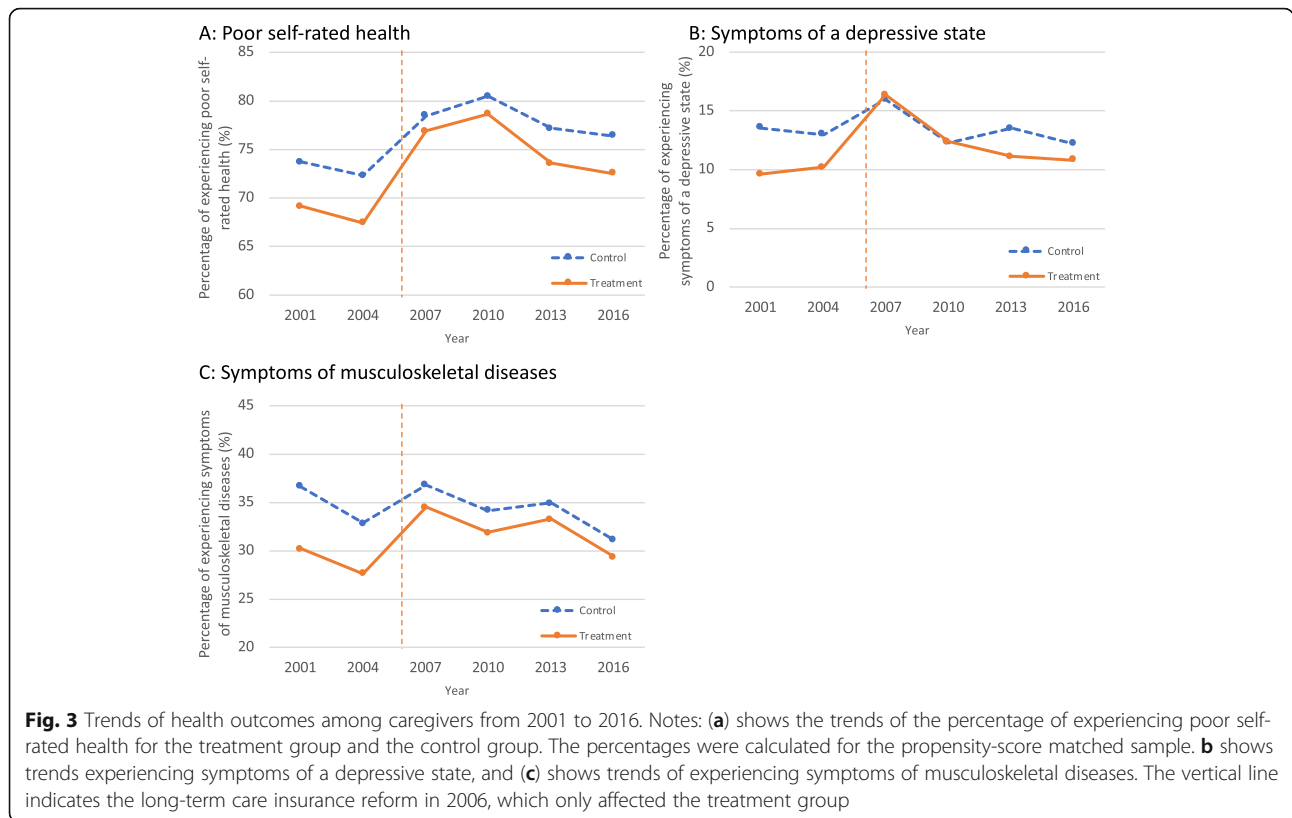 A: Poor self-rated health
Percentage of experiencing poor self-
rated health (%)
85
80
75
70
65
60
2001 2004 2007 2010 2013 2016
Year
Control
Treatment
B: Symptoms of a depressive state
Percentage of experiencing
symptoms of a depressive state (%)
20
15
10
5
0
2001 2004 2007 2010 2013 2016
Year
Control
Treatment
C: Symptoms of musculoskeletal diseases
Percentage of experiencing symptoms
of musculoskeletal diseases (%)
45
40
35
30
25
20
2001 2004 2007 2010 2013 2016
Year
Control
Treatment
Fig. 3 Trends of health outcomes among caregivers from 2001 to 2016. Notes: (a) shows the trends of the percentage of experiencing poor self-
rated health for the treatment group and the control group. The percentages were calculated for the propensity-score matched sample. b shows
trends experiencing symptoms of a depressive state, and (c) shows trends of experiencing symptoms of musculoskeletal diseases. The vertical line
indicates the long-term care insurance reform in 2006, which only affected the treatment group